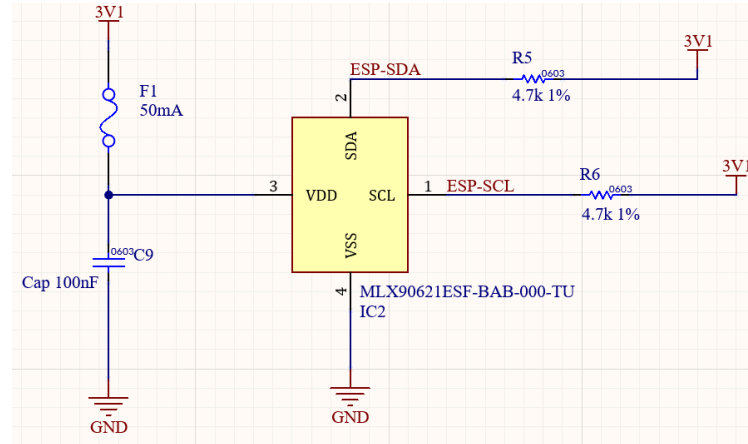 3V1
F1
50mA
ESP-SDA
R5
0603
4.7k 1%
3V1
2
SDA
3
VDD
SCL
1
ESP-SCL
R6
0603
4.7k 1%
3V1
VSS
4
0603
C9
Cap 100nF
MLX90621ESF-BAB-000-TU
IC2
GND
GND